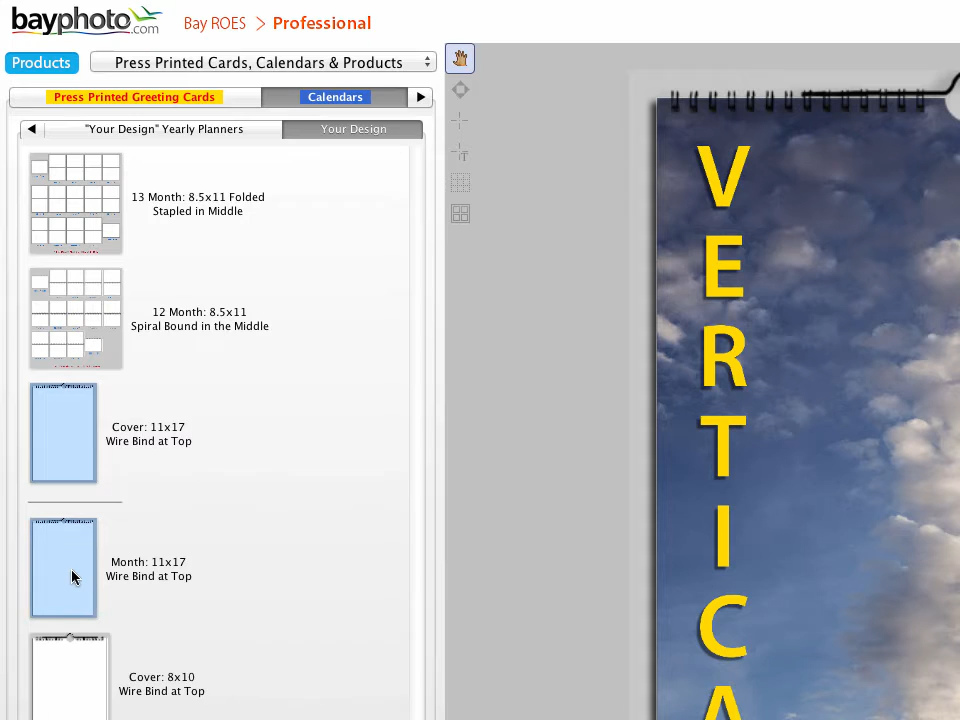 bayphoto.com
Bay ROES > Professional
Products
Press Printed Cards, Calendars & Products
Press Printed Greeting Cards
Calendars
"Your Design" Yearly Planners
Your Design
13 Month: 8.5x11 Folded
Stapled in Middle
12 Month: 8.5x11
Spiral Bound in the Middle
Cover: 11x17
Wire Bind at Top
Month: 11x17
Wire Bind at Top
Cover: 8x10
Wire Bind at Top
VERTICA